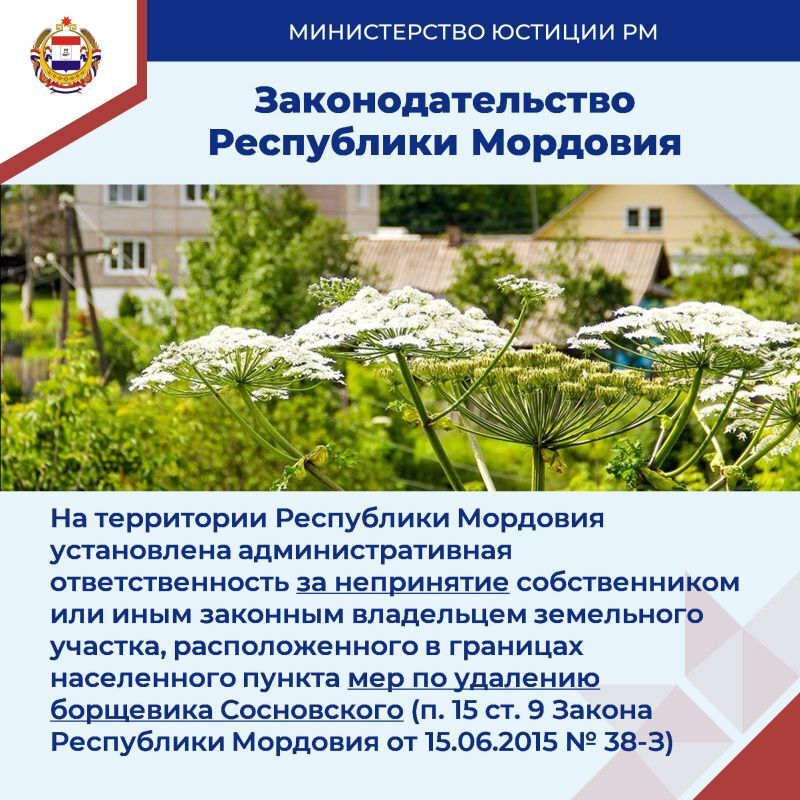 МИНИСТЕРСТВО ЮСТИЦИИ РМ
Законодательство
Республики Мордовия
На территории Республики Мордовия
установлена административная
ответственность за непринятие собственником
или иным законным владельцем земельного
участка, расположенного в границах
населенного пункта мер по удалению
борщевика Сосновского (п. 15 ст. 9 Закона
Республики Мордовия от 15.06.2015 № 38-З)